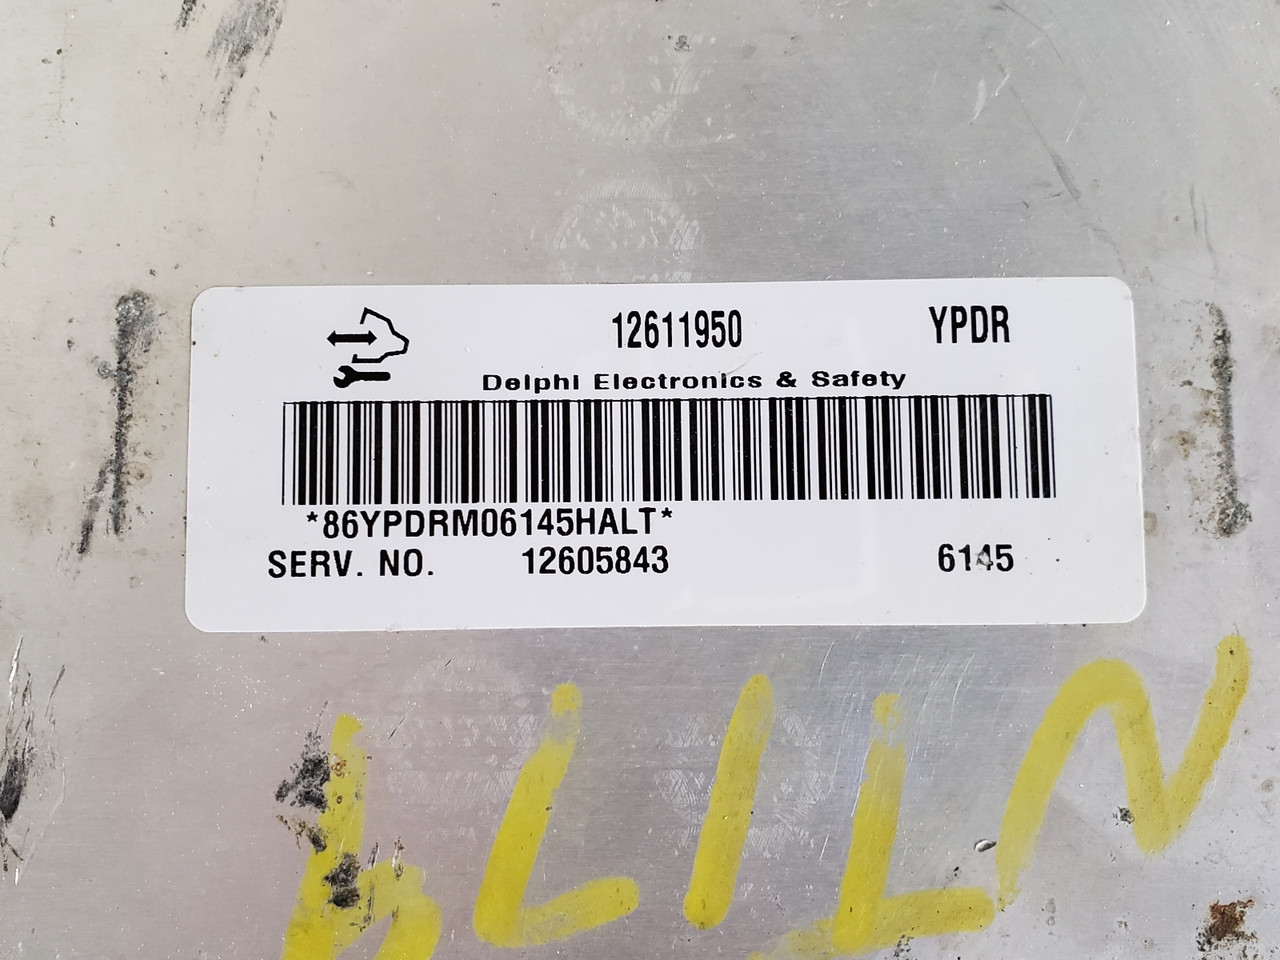 12611950 YPDR
Delphi Electronics & Safety
*86YPDRM06145HALT*
SERV. NO. 12605843 6145